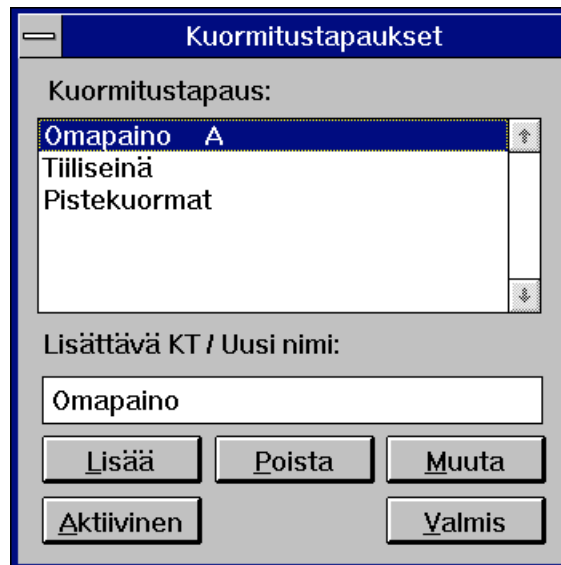 Kuormitustapaukset
Kuormitustapaus:
Omapaino A
Tiiliseinä
Pistekuormat
Lisättävä KT / Uusi nimi:
Omapaino
Lisää Poista Muuta
Aktiivinen Valmis